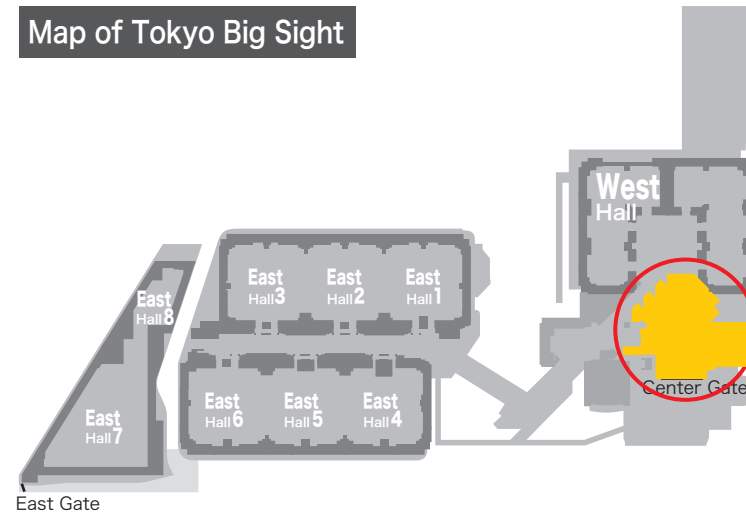 Map of Tokyo Big Sight
West
Hall
East
Hall3
East
Hall2
East
Hall1
East
Hall8
East
Hall6
East
Hall5
East
Hall4
East
Hall7
Center Gate
East Gate